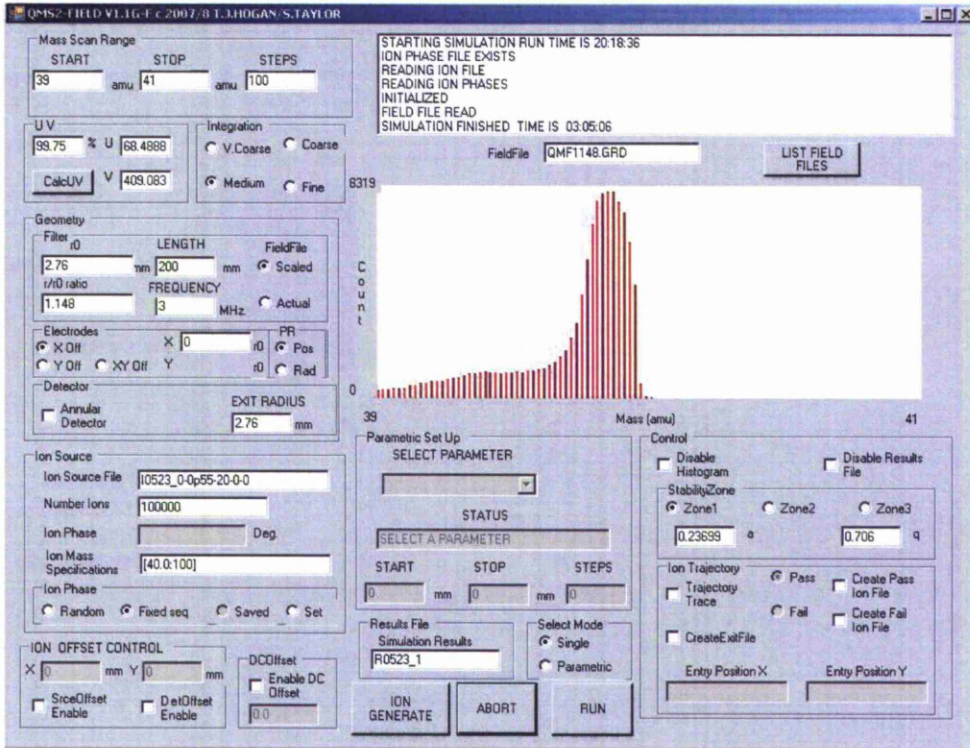 QMS2-FIELD V1.1G-F c 2007/8 T.J.HOGAN/S.TAYLOR
Mass Scan Range
START STOP STEPS
39 amu 41 amu 100
STARTING SIMULATION RUN TIME IS 20:18:36
ION PHASE FILE EXISTS
READING ION FILE
READING ION PHASES
INITIALIZED
FIELD FILE READ
SIMULATION FINISHED TIME IS 03:05:06
U V
99.75 % U 68.4888
CalcUV V 409.083
Integration
V.Coarse Coarse
Medium Fine
FieldFile QMF1148.GRD
LIST FIELD
FILES
8319
Count
0
39 Mass (amu) 41
Geometry
Filter
r0 LENGTH FieldFile
2.76 mm 200 mm Scaled
r/r0 ratio FREQUENCY
1.148 3 MHz. Actual
Electrodes
X Off X 0 r0
Y Off XY Off Y r0
PR
Pos
Rad
Detector
Annular
Detector
EXIT RADIUS
2.76 mm
Ion Source
Ion Source File I0523_0-0p55-20-0-0
Number Ions 100000
Ion Phase Deg.
Ion Mass
Specifications [40.0:100]
Ion Phase
Random Fixed seq Saved Set
ION OFFSET CONTROL
X 0 mm Y 0 mm
SrceOffset
Enable
DetOffset
Enable
DCOffset
Enable DC
Offset
0.0
Parametric Set Up
SELECT PARAMETER
STATUS
SELECT A PARAMETER
START STOP STEPS
0 mm 0 mm 0
Results File
Simulation Results
R0523_1
Select Mode
Single
Parametric
ION
GENERATE
ABORT
RUN
Control
Disable
Histogram
Disable Results
File
StabilityZone
Zone1 Zone2 Zone3
0.23699 a 0.706 q
Ion Trajectory
Trajectory
Trace
Pass
Fail
Create Pass
Ion File
Create Fail
Ion File
CreateExitFile
Entry Position X Entry Position Y